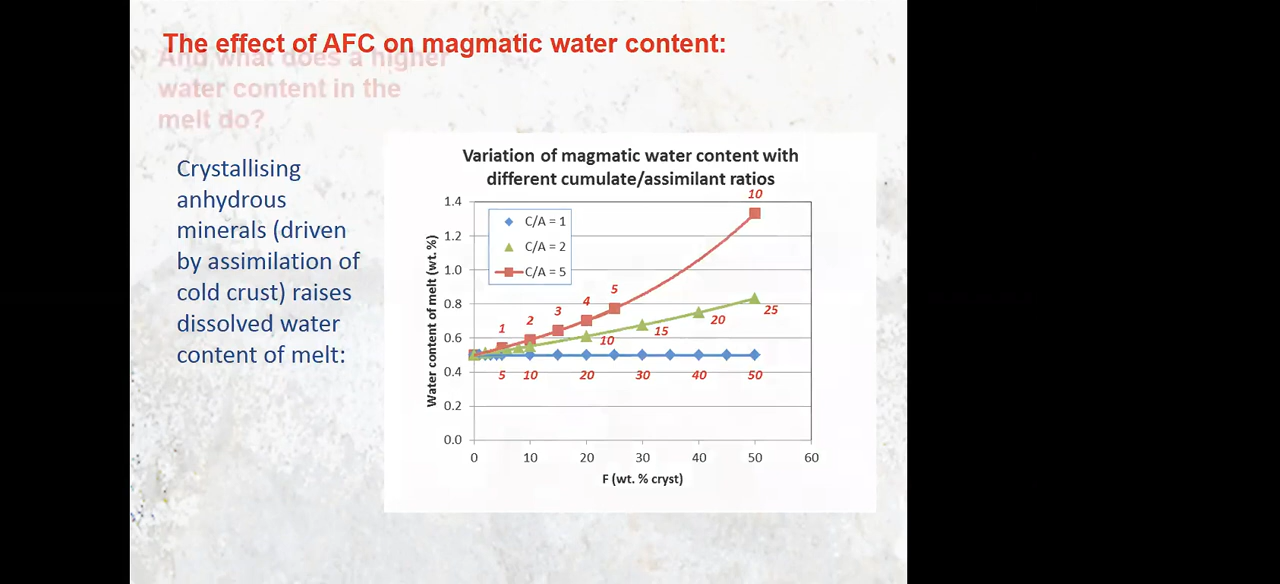 The effect of AFC on magmatic water content:
And what does a higher
water content in the
melt do?
Crystallising
anhydrous
minerals (driven
by assimilation of
cold crust) raises
dissolved water
content of melt:
Variation of magmatic water content with
different cumulate/assimilant ratios
Water content of melt (wt. %)
1.4
1.2
1.0
0.8
0.6
0.4
0.2
0.0
C/A = 1
C/A = 2
C/A = 5
1 2 3 4 5 10
10 15 20 25
5 10 20 30 40 50
0 10 20 30 40 50 60
F (wt. % cryst)